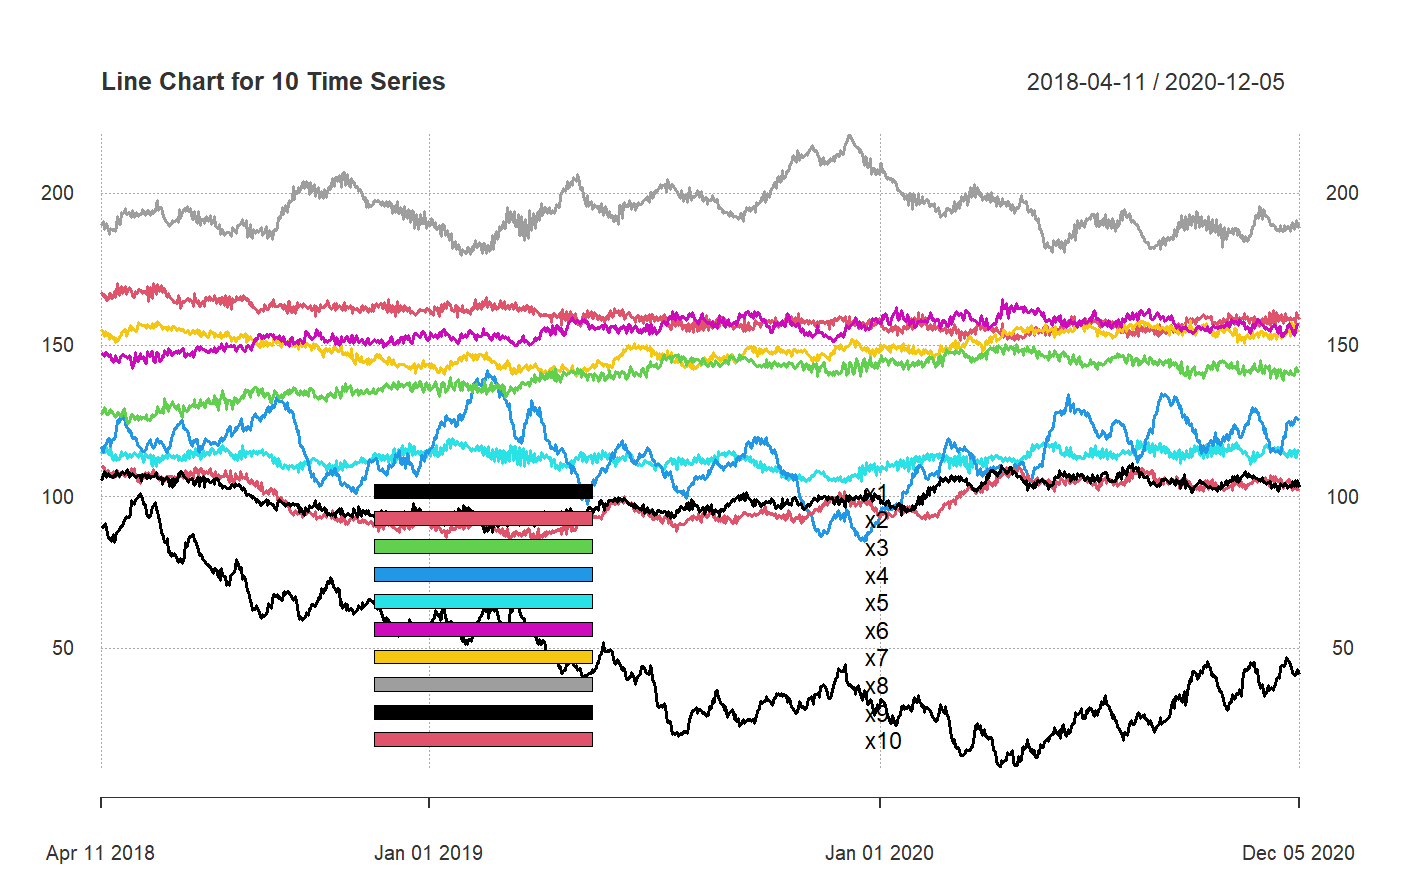 Line Chart for 10 Time Series 2018-04-11 / 2020-12-05
200 200
150 150
100 100
50 50
x1
x2
x3
x4
x5
x6
x7
x8
x9
x10
Apr 11 2018 Jan 01 2019 Jan 01 2020 Dec 05 2020